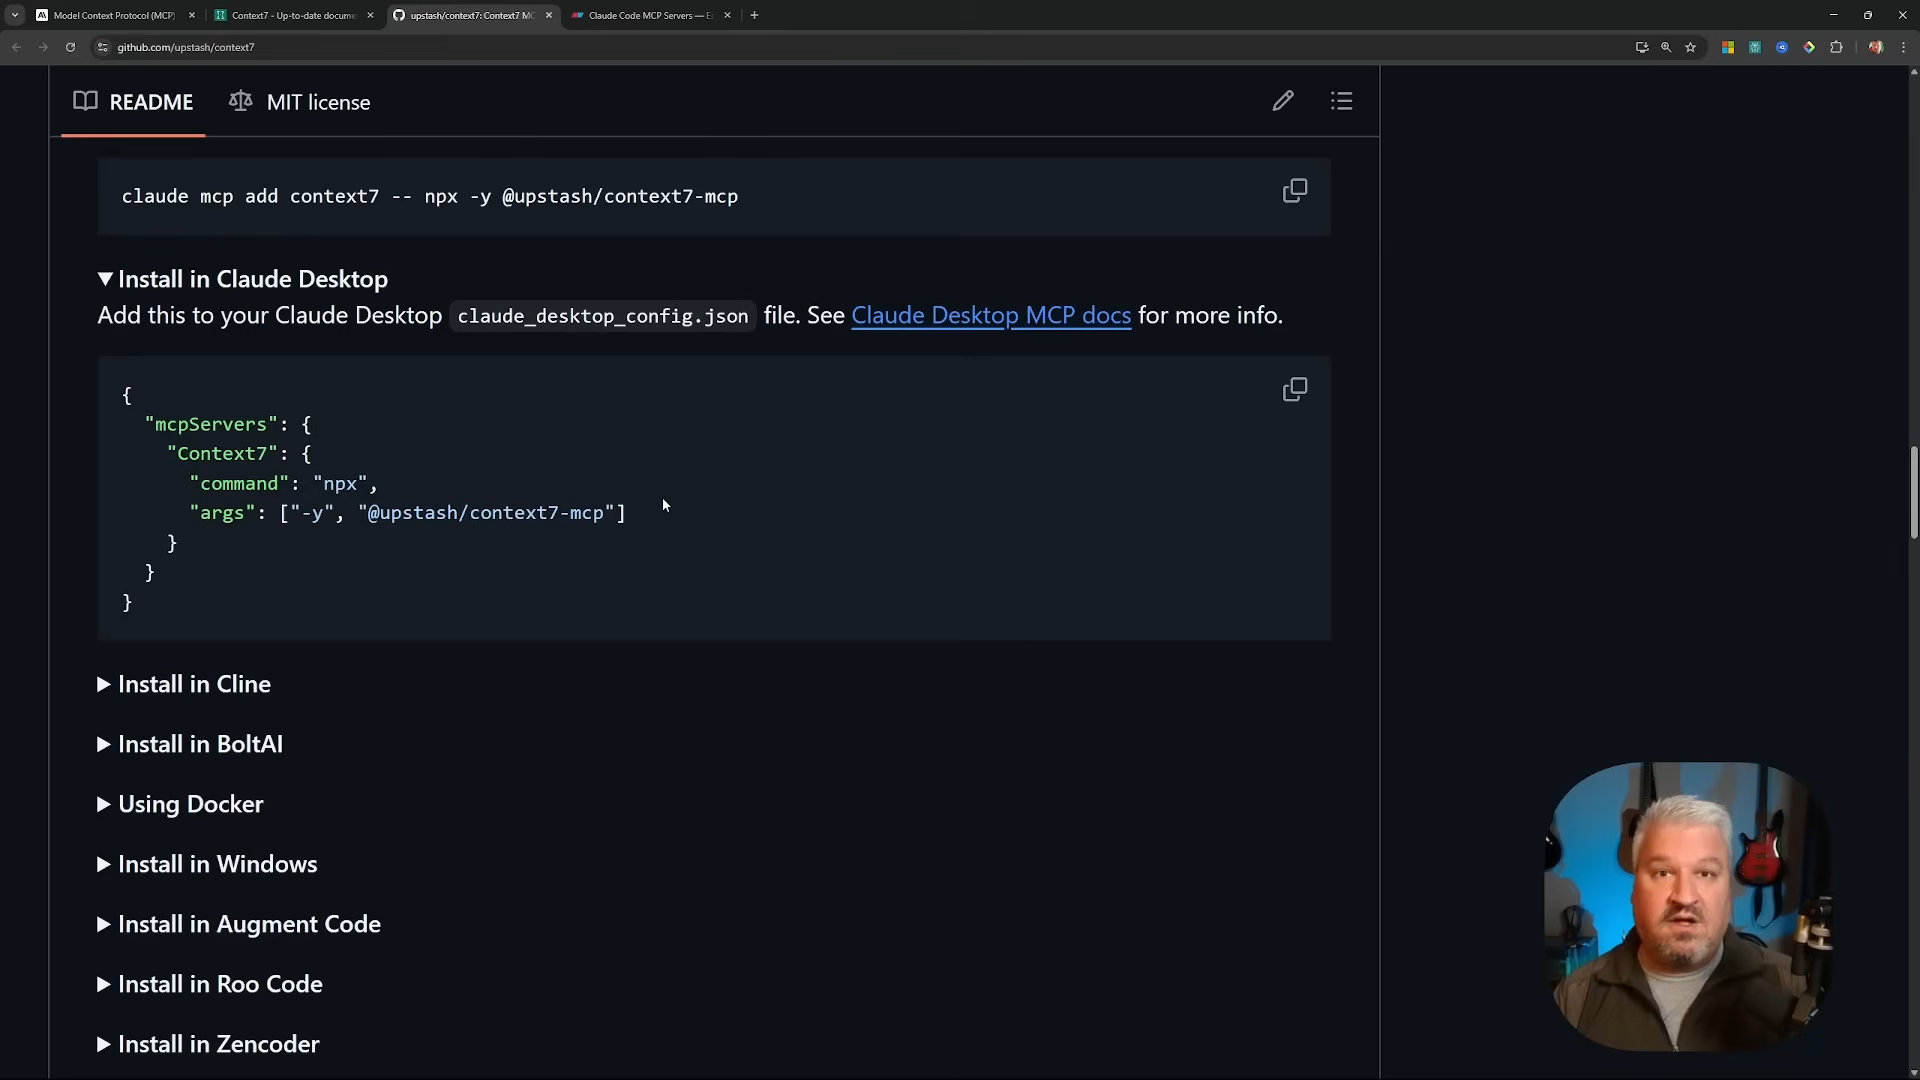 Model Context Protocol (MCP)
Context7 - Up-to-date docume
upstash/context7: Context7 MC
Claude Code MCP Servers — E
github.com/upstash/context7
README
MIT license
claude mcp add context7 -- npx -y @upstash/context7-mcp
▼Install in Claude Desktop
Add this to your Claude Desktop claude_desktop_config.json file. See Claude Desktop MCP docs for more info.
{
"mcpServers": {
"Context7": {
"command": "npx",
"args": ["-y", "@upstash/context7-mcp"]
}
}
}
▶ Install in Cline
▶ Install in BoltAI
▶ Using Docker
▶ Install in Windows
▶ Install in Augment Code
▶ Install in Roo Code
▶ Install in Zencoder